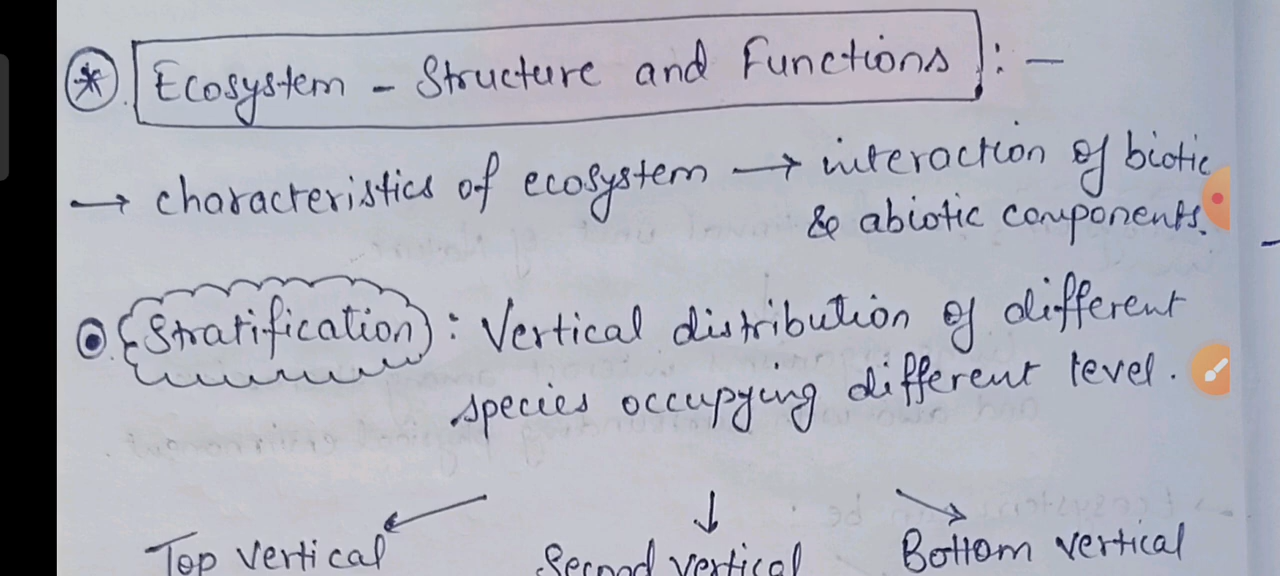 Ecosystem - Structure and Functions : -
→ characteristics of ecosystem → interaction of biotic
& abiotic components.
Stratification : Vertical distribution of different
species occupying different level.
Top vertical Second vertical Bottom vertical